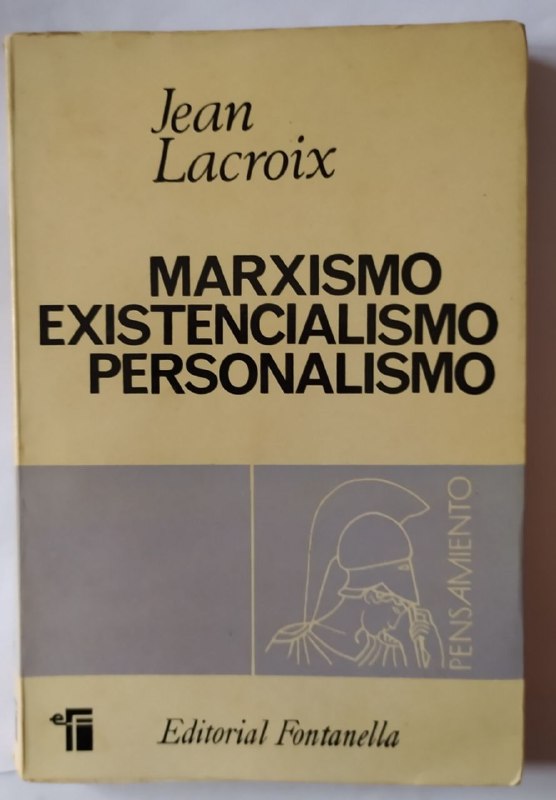 Jean
Lacroix
MARXISMO
EXISTENCIALISMO
PERSONALISMO
PENSAMIENTO
Editorial Fontanella